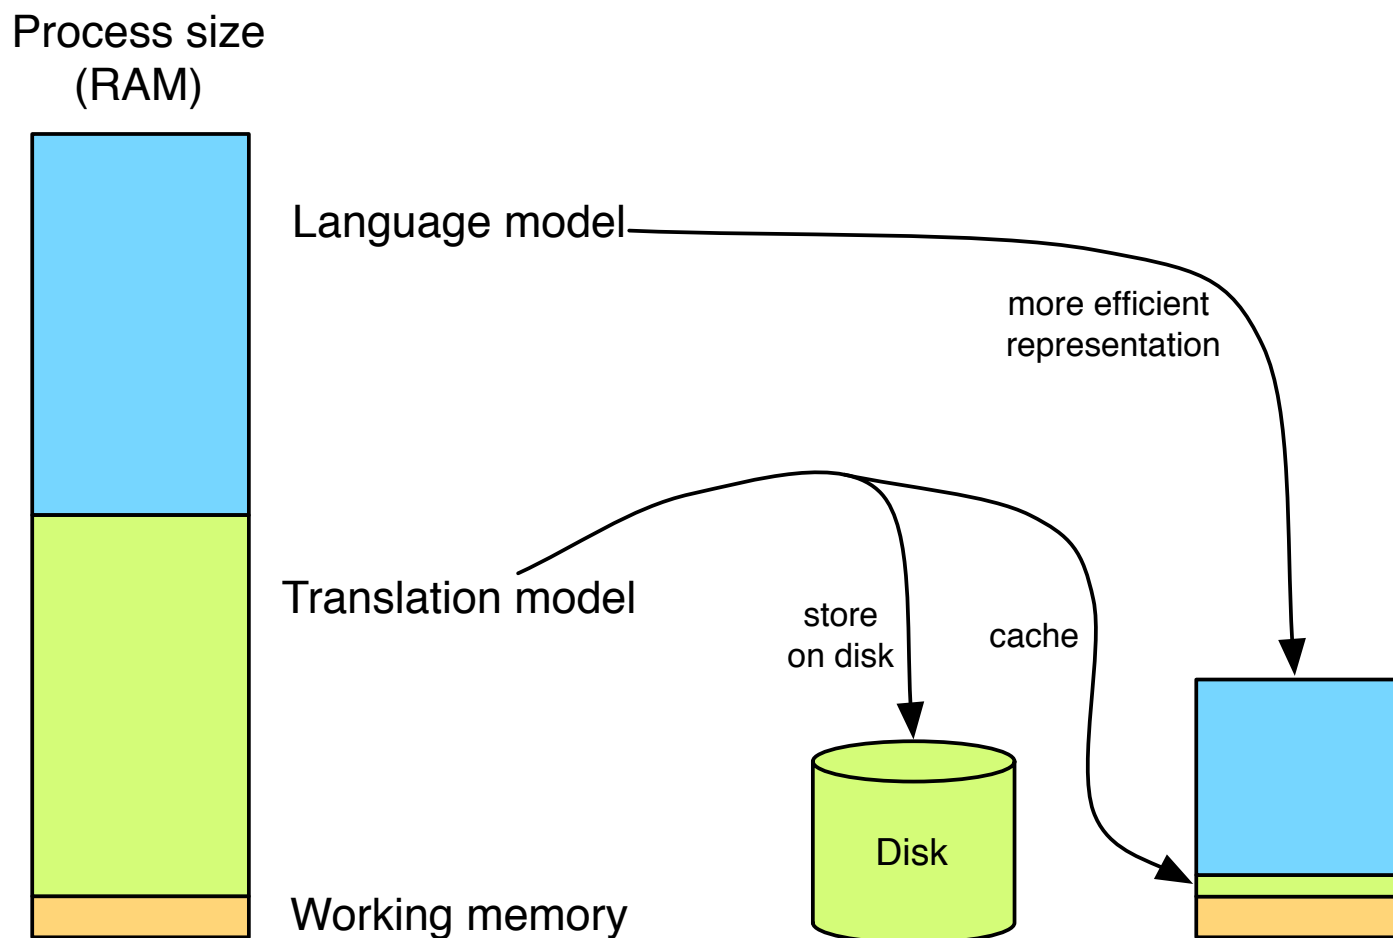 Process size
(RAM)
Language model
more efficient
representation
Translation model
store
on disk
cache
Disk
Working memory